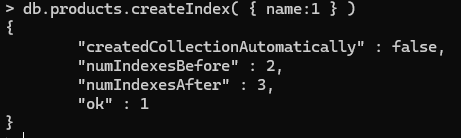 > db.products.createIndex( { name:1 } )
{
        "createdCollectionAutomatically" : false,
        "numIndexesBefore" : 2,
        "numIndexesAfter" : 3,
        "ok" : 1
}